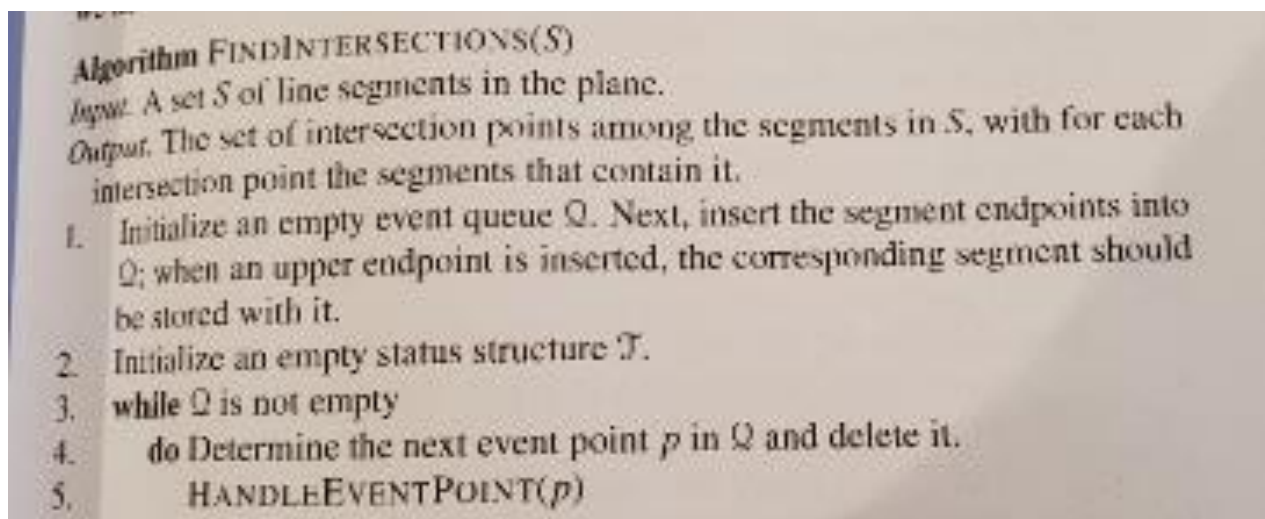 Algorithm FINDINTERSECTIONS(S)
Input. A set S of line segments in the plane.
Output. The set of intersection points among the segments in S, with for each
intersection point the segments that contain it.
1. Initialize an empty event queue Q. Next, insert the segment endpoints into
Q; when an upper endpoint is inserted, the corresponding segment should
be stored with it.
2. Initialize an empty status structure T.
3. while Q is not empty
4. do Determine the next event point p in Q and delete it.
5. HANDLEEVENTPOINT(p)